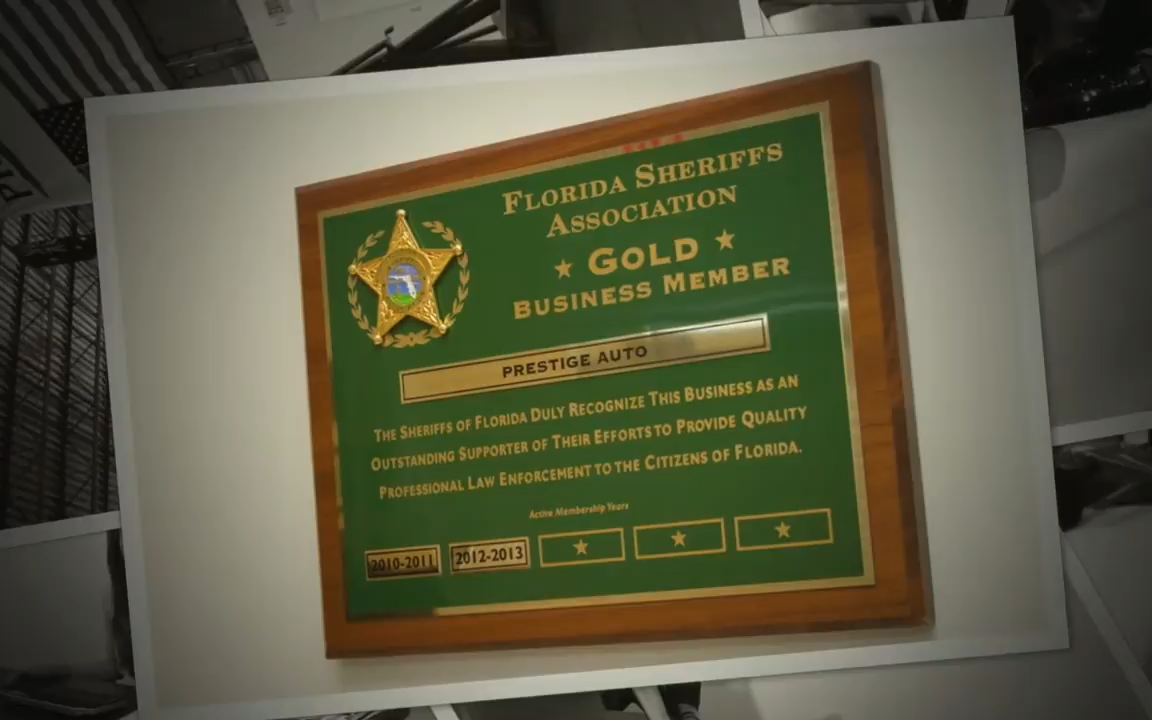 FLORIDA SHERIFFS
ASSOCIATION
GOLD
BUSINESS MEMBER
PRESTIGE AUTO
THE SHERIFFS OF FLORIDA DULY RECOGNIZE THIS BUSINESS AS AN
OUTSTANDING SUPPORTER OF THEIR EFFORTS TO PROVIDE QUALITY
PROFESSIONAL LAW ENFORCEMENT TO THE CITIZENS OF FLORIDA.
Active Membership Years
2010-2011 2012-2013